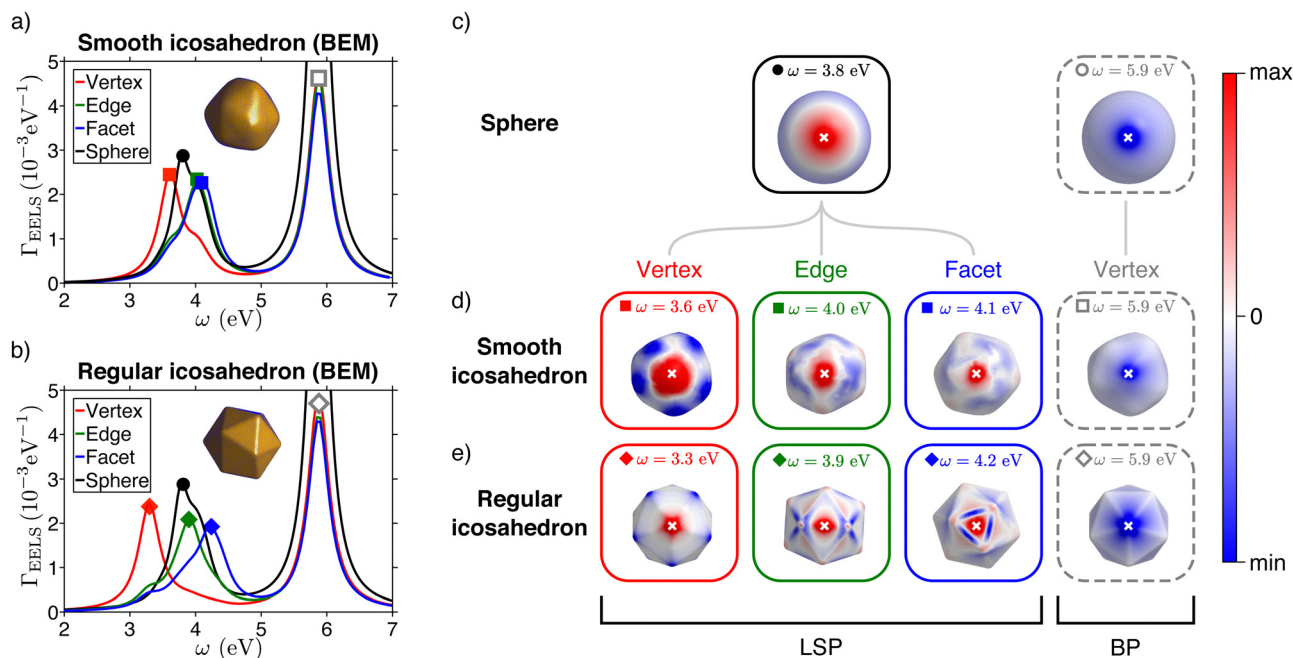 a)
Smooth icosahedron (BEM)
Γ_EELS (10⁻³eV⁻¹)
5
4
3
2
1
0
Vertex
Edge
Facet
Sphere
2 3 4 5 6 7
ω (eV)
b)
Regular icosahedron (BEM)
Γ_EELS (10⁻³eV⁻¹)
5
4
3
2
1
0
Vertex
Edge
Facet
Sphere
2 3 4 5 6 7
ω (eV)
c)
Sphere
ω = 3.8 eV
ω = 5.9 eV
Vertex Edge Facet Vertex
d)
Smooth
icosahedron
ω = 3.6 eV
ω = 4.0 eV
ω = 4.1 eV
ω = 5.9 eV
e)
Regular
icosahedron
ω = 3.3 eV
ω = 3.9 eV
ω = 4.2 eV
ω = 5.9 eV
LSP
BP
max
0
min